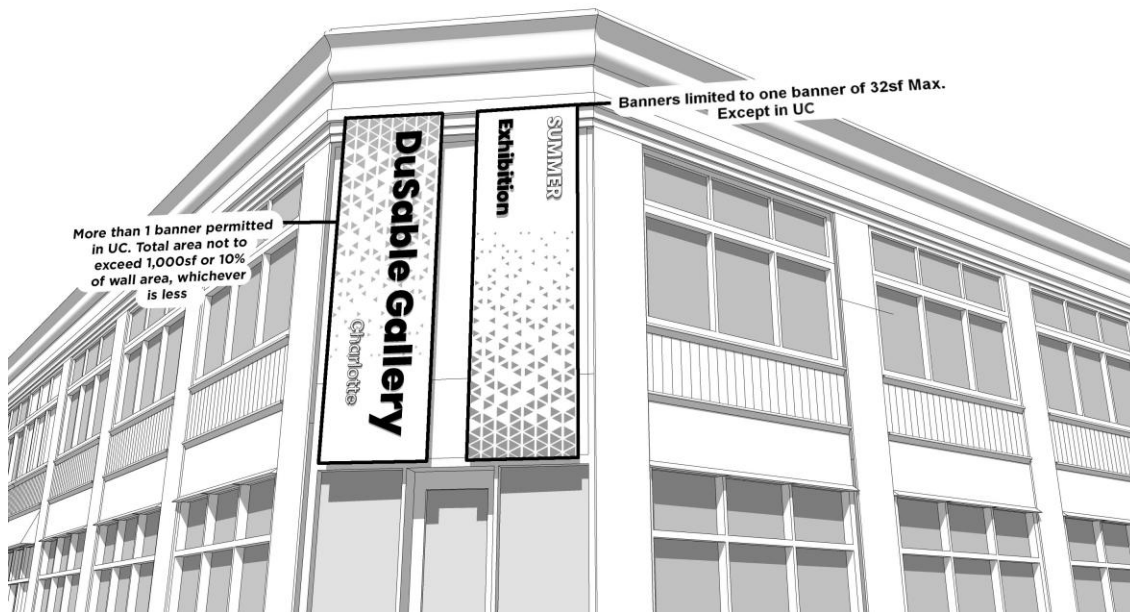 Banners limited to one banner of 32sf Max.
Except in UC
More than 1 banner permitted
in UC. Total area not to
exceed 1,000sf or 10%
of wall area, whichever
is less
DuSable Gallery
Charlotte
SUMMER
Exhibition